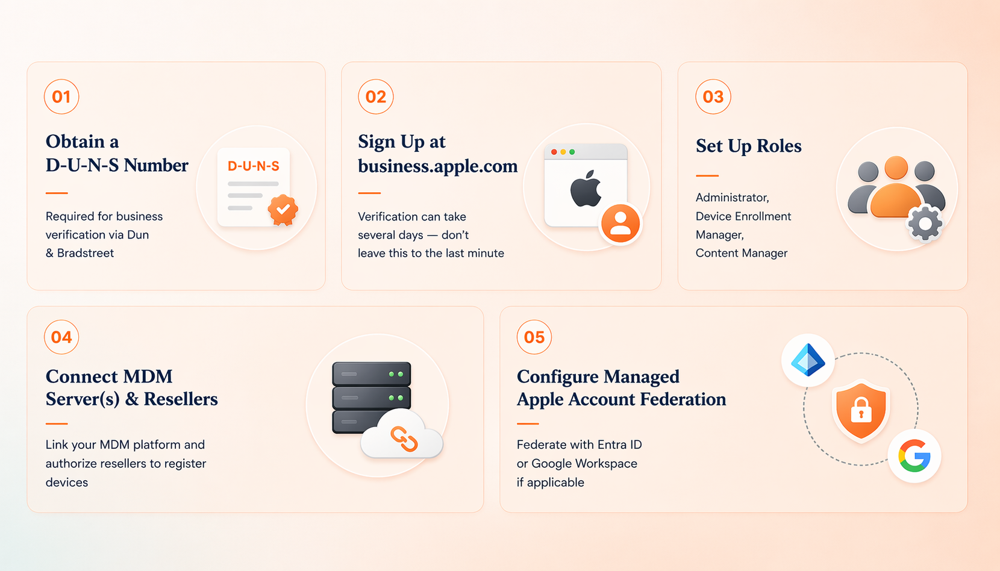 01
Obtain a
D-U-N-S Number
Required for business
verification via Dun
& Bradstreet
D-U-N-S
02
Sign Up at
business.apple.com
Verification can take
several days — don’t
leave this to the last minute
03
Set Up Roles
Administrator,
Device Enrollment
Manager,
Content Manager
04
Connect MDM
Server(s) & Resellers
Link your MDM platform and
authorize resellers to register
devices
05
Configure Managed
Apple Account Federation
Federate with Entra ID
or Google Workspace
if applicable
G